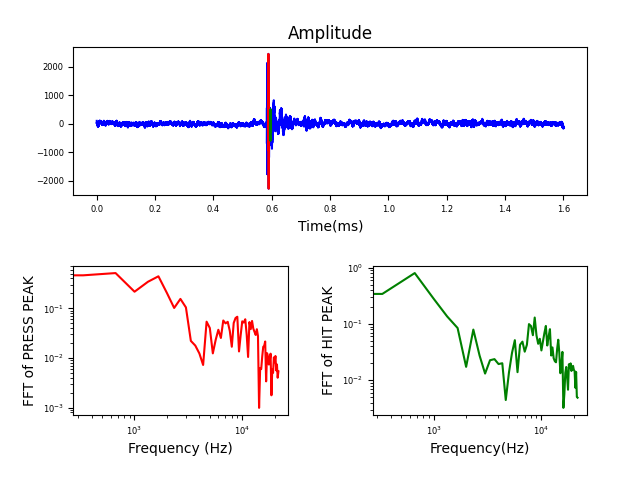 Amplitude
2000
1000
0
−1000
−2000
0.0 0.2 0.4 0.6 0.8 1.0 1.2 1.4 1.6
Time(ms)
FFT of PRESS PEAK
10⁻¹
10⁻²
10⁻³
10³ 10⁴
Frequency (Hz)
FFT of HIT PEAK
10⁰
10⁻¹
10⁻²
10³ 10⁴
Frequency(Hz)